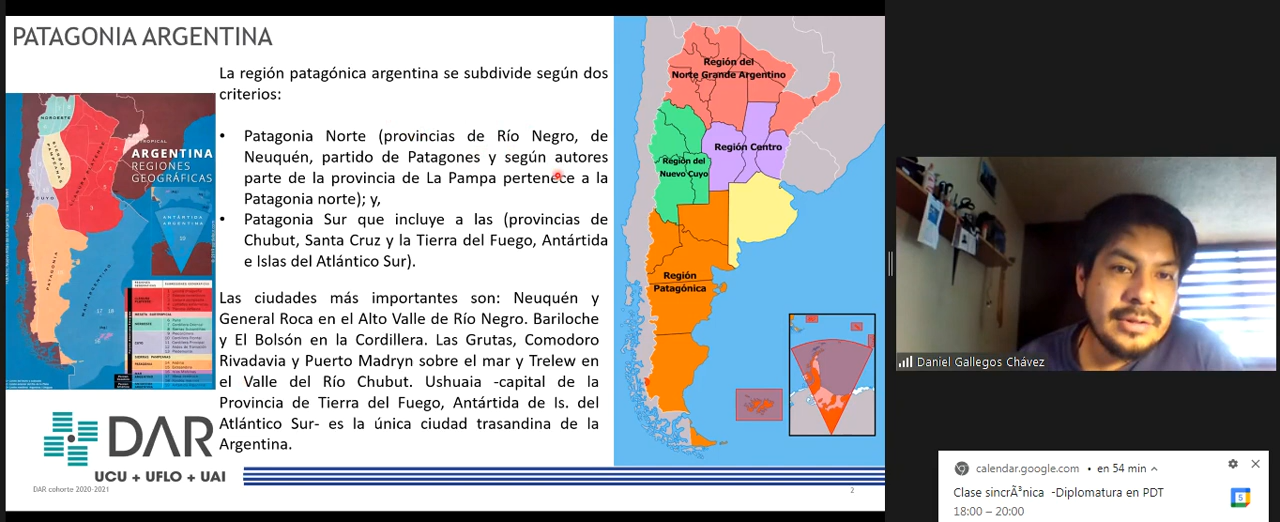 PATAGONIA ARGENTINA
La región patagónica argentina se subdivide según dos
criterios:
• Patagonia Norte (provincias de Río Negro, de
Neuquén, partido de Patagones y según autores
parte de la provincia de La Pampa pertenece a la
Patagonia norte); y,
• Patagonia Sur que incluye a las (provincias de
Chubut, Santa Cruz y la Tierra del Fuego, Antártida
e Islas del Atlántico Sur).
Las ciudades más importantes son: Neuquén y
General Roca en el Alto Valle de Río Negro. Bariloche
y El Bolsón en la Cordillera. Las Grutas, Comodoro
Rivadavia y Puerto Madryn sobre el mar y Trelew en
el Valle del Río Chubut. Ushuaia -capital de la
Provincia de Tierra del Fuego, Antártida de Is. del
Atlántico Sur- es la única ciudad trasandina de la
Argentina.
NOROESTE
TROPICAL
ARGENTINA
REGIONES
GEOGRÁFICAS
CUYO
ANTÁRTIDA
ARGENTINA
PATAGONIA
MAR ARGENTINO
DAR
UCU + UFLO + UAI
DAR cohorte 2020-2021
2
Región del
Norte Grande Argentino
Región Centro
Región del
Nuevo Cuyo
Región
Patagónica
Daniel Gallegos Chávez
calendar.google.com • en 54 min
Clase sincrÃ³nica -Diplomatura en PDT
18:00 – 20:00